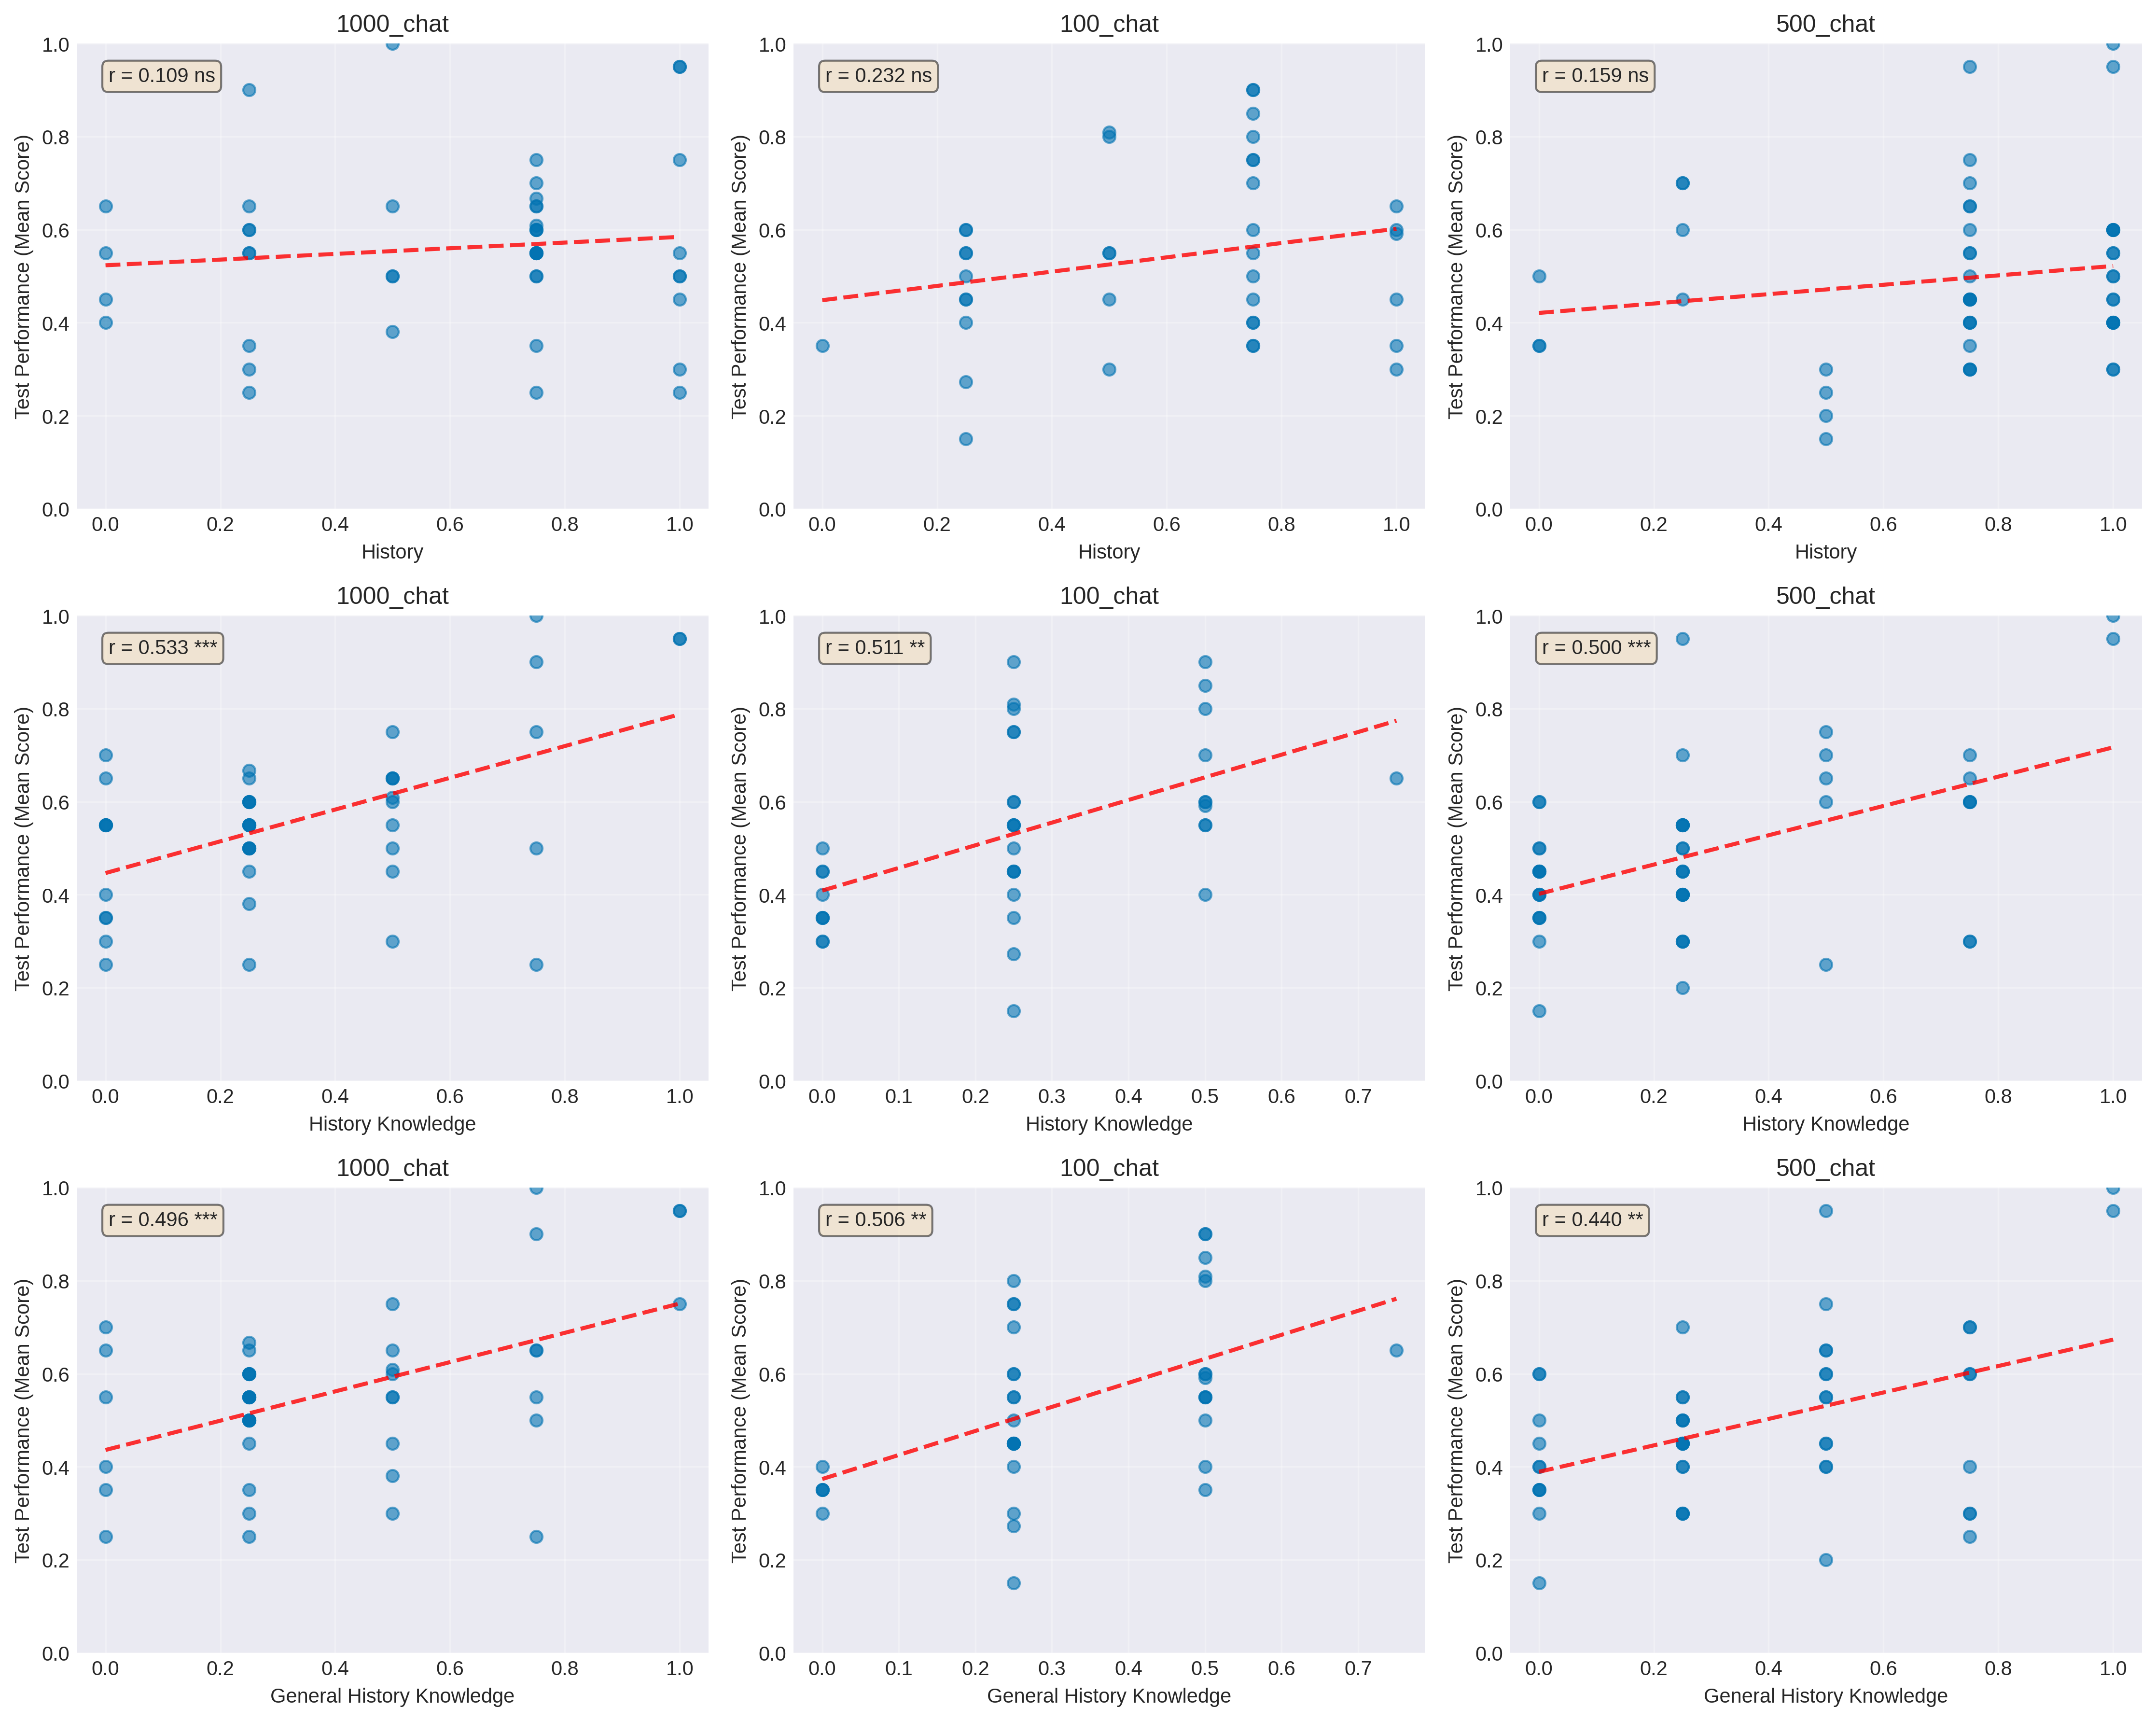 1000_chat
100_chat
500_chat
r = 0.109 ns
r = 0.232 ns
r = 0.159 ns
Test Performance (Mean Score)
1.0
0.8
0.6
0.4
0.2
0.0
Test Performance (Mean Score)
1.0
0.8
0.6
0.4
0.2
0.0
Test Performance (Mean Score)
1.0
0.8
0.6
0.4
0.2
0.0
0.0 0.2 0.4 0.6 0.8 1.0
0.0 0.2 0.4 0.6 0.8 1.0
0.0 0.2 0.4 0.6 0.8 1.0
History
History
History
1000_chat
100_chat
500_chat
r = 0.533 ***
r = 0.511 **
r = 0.500 ***
Test Performance (Mean Score)
1.0
0.8
0.6
0.4
0.2
0.0
Test Performance (Mean Score)
1.0
0.8
0.6
0.4
0.2
0.0
Test Performance (Mean Score)
1.0
0.8
0.6
0.4
0.2
0.0
0.0 0.2 0.4 0.6 0.8 1.0
0.0 0.1 0.2 0.3 0.4 0.5 0.6 0.7
0.0 0.2 0.4 0.6 0.8 1.0
History Knowledge
History Knowledge
History Knowledge
1000_chat
100_chat
500_chat
r = 0.496 ***
r = 0.506 **
r = 0.440 **
Test Performance (Mean Score)
1.0
0.8
0.6
0.4
0.2
0.0
Test Performance (Mean Score)
1.0
0.8
0.6
0.4
0.2
0.0
Test Performance (Mean Score)
1.0
0.8
0.6
0.4
0.2
0.0
0.0 0.2 0.4 0.6 0.8 1.0
0.0 0.1 0.2 0.3 0.4 0.5 0.6 0.7
0.0 0.2 0.4 0.6 0.8 1.0
General History Knowledge
General History Knowledge
General History Knowledge